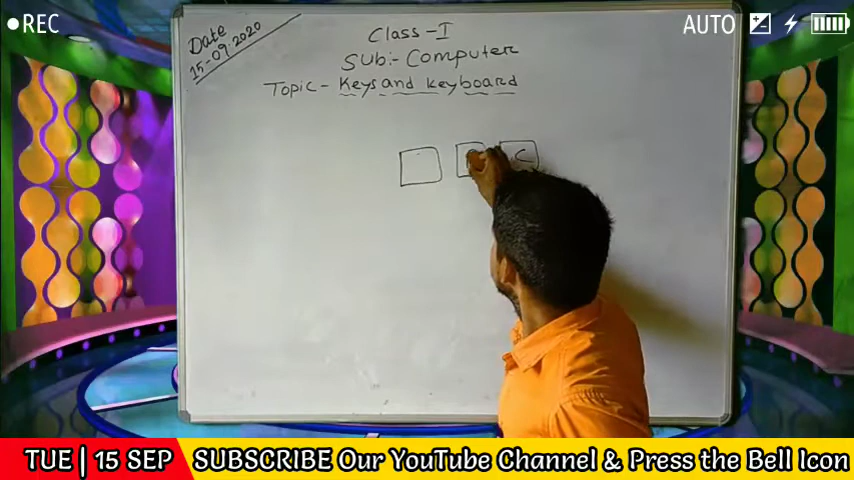 REC
AUTO
Date
15-09-2020
Class - I
SUB:- Computer
Topic - Keys and keyboard
C
TUE | 15 SEP
SUBSCRIBE Our YouTube Channel & Press the Bell Icon